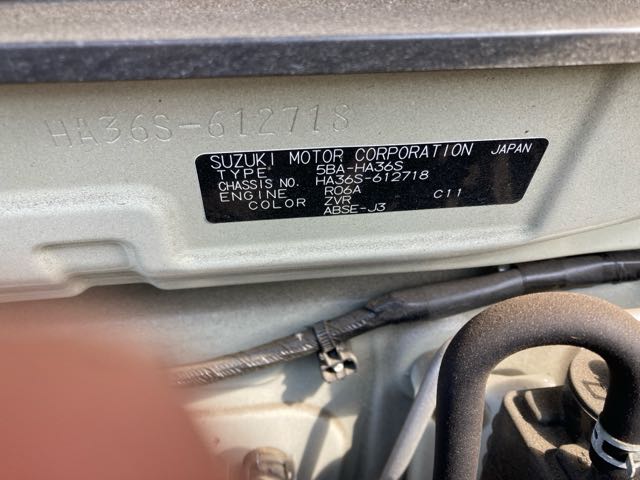 HA36S-612718
SUZUKI MOTOR CORPORATION JAPAN
TYPE 5BA-HA36S
CHASSIS NO. HA36S-612718
ENGINE R06A C11
COLOR ZVR
ABSE-J3